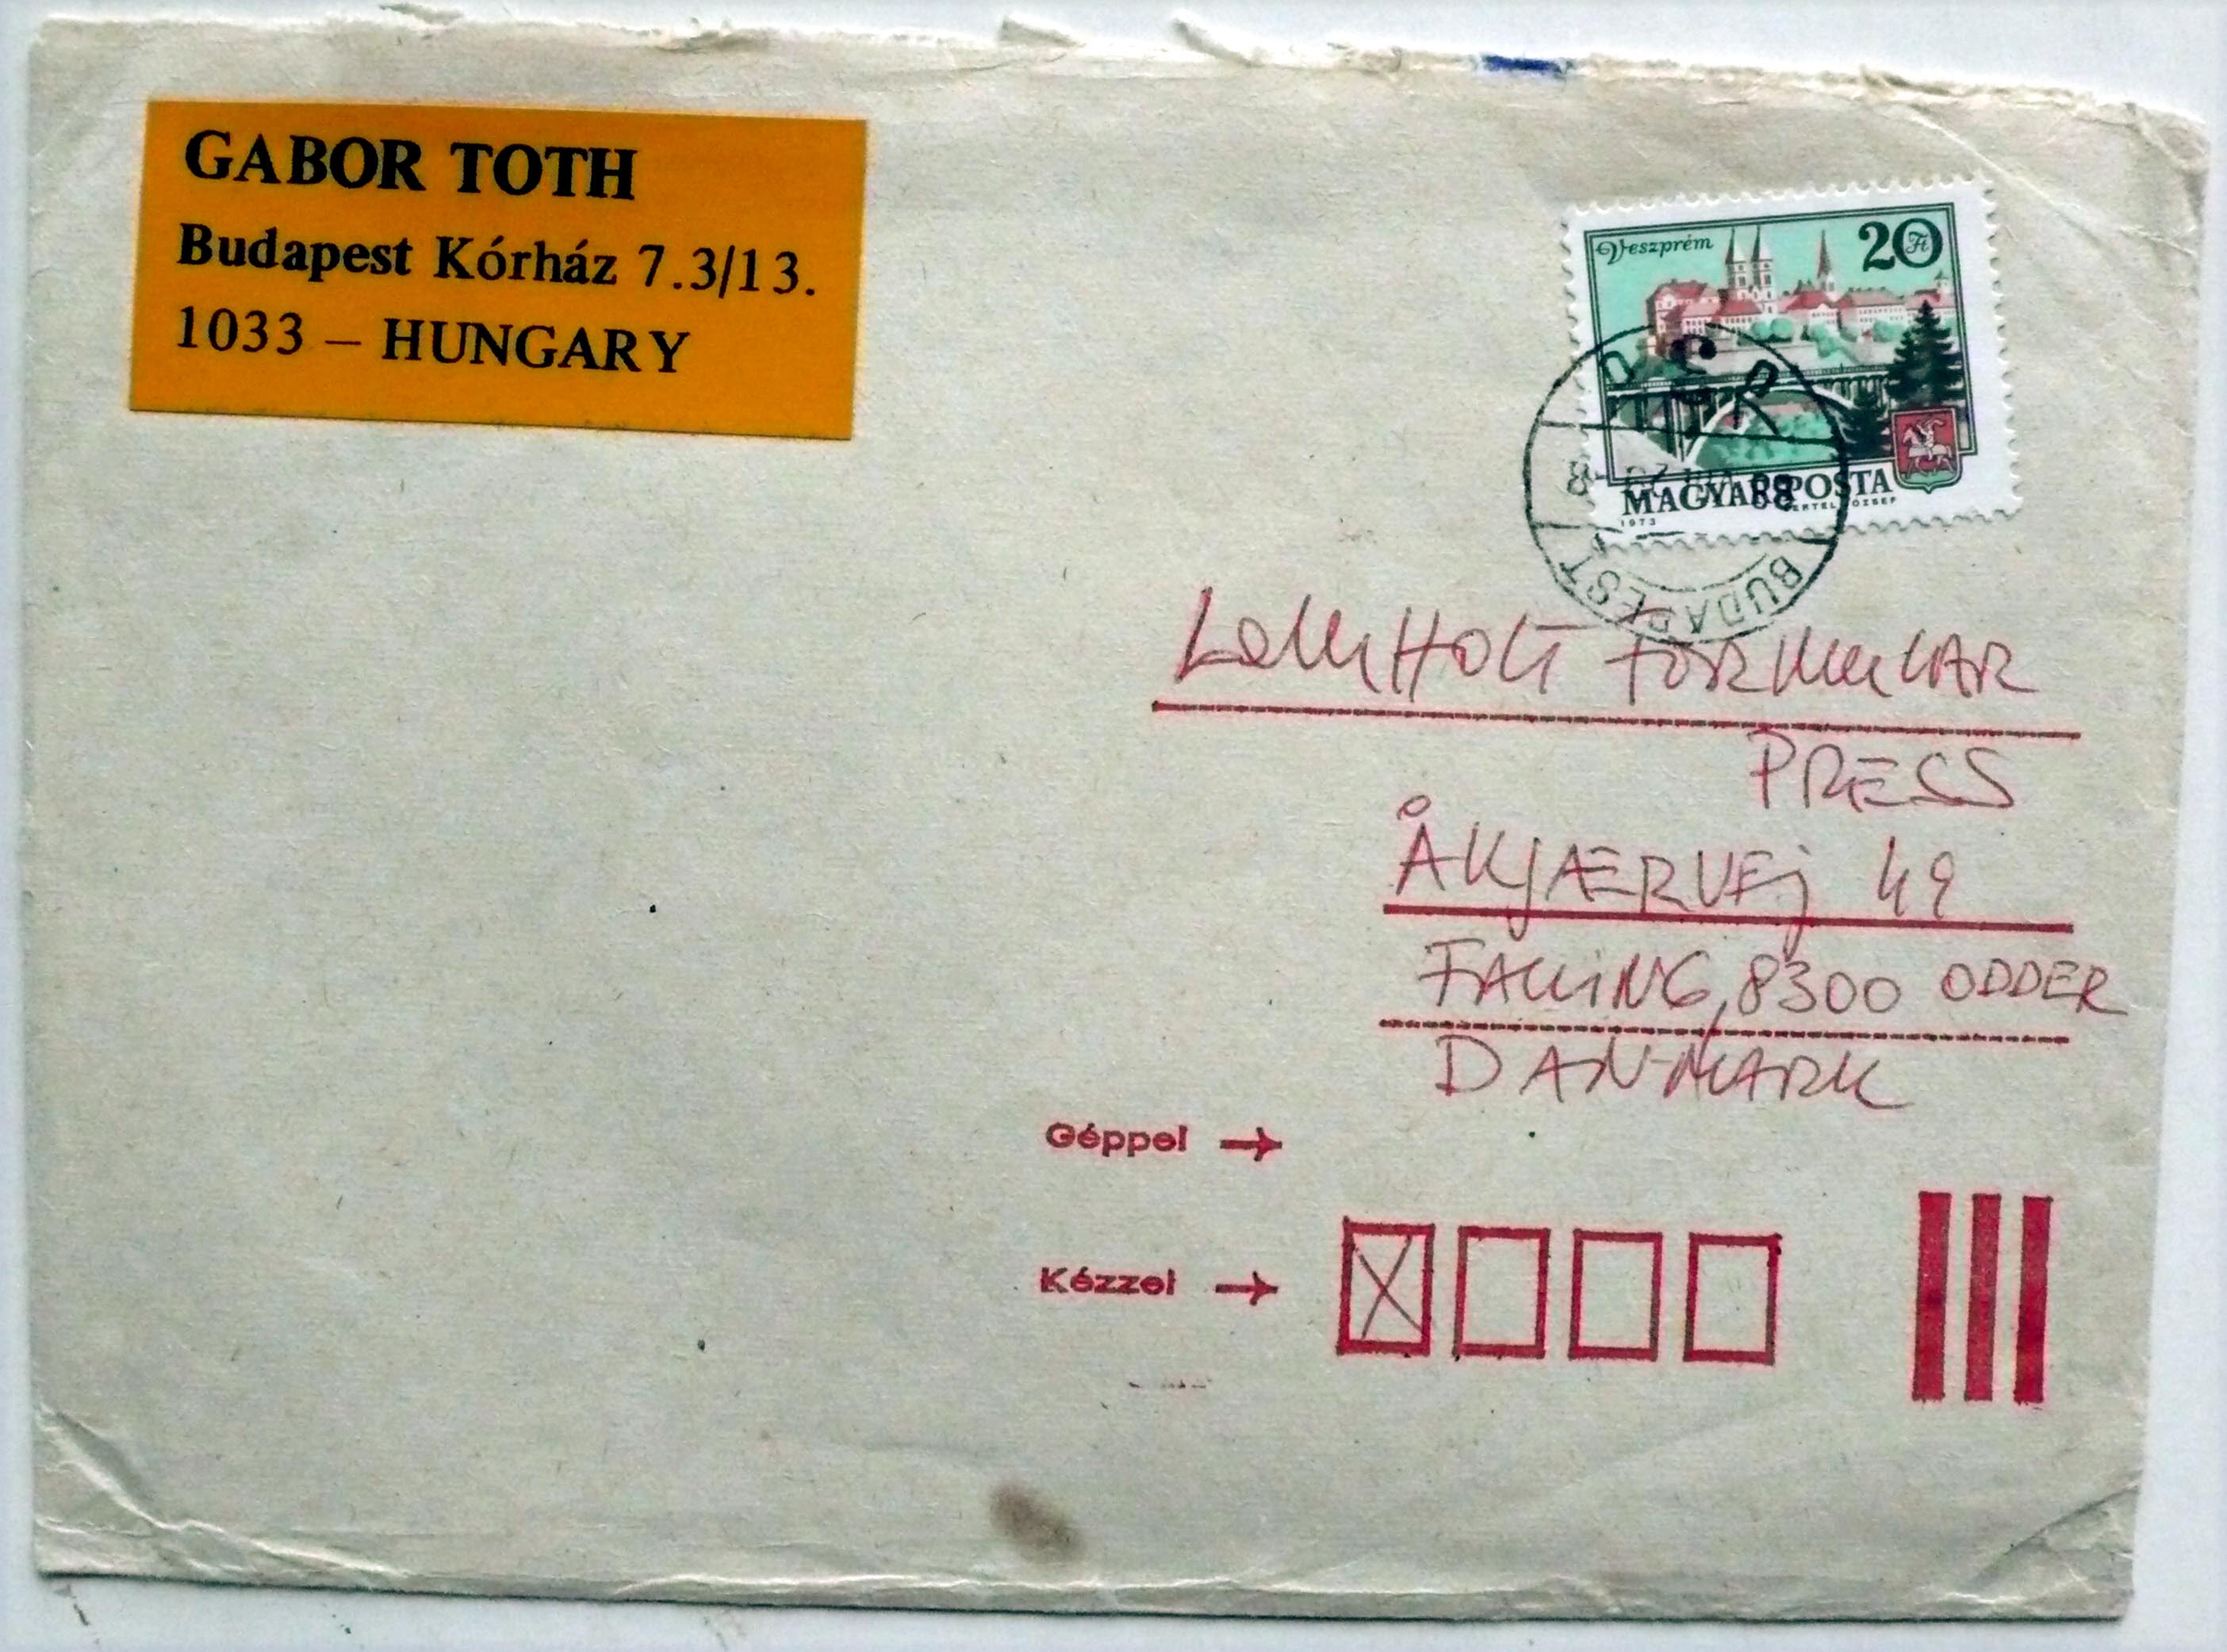 GABOR TOTH
Budapest Kórház 7.3/13.
1033 – HUNGARY
Veszprém
20 Ft
MAGYAR POSTA
1973
BUDAPEST
LOMHOLT FORMULAR
PRESS
ÅKJÆRVEj 49
FALLiNG, 8300 ODDER
DANMARK
Géppel →
Kézzel →
X